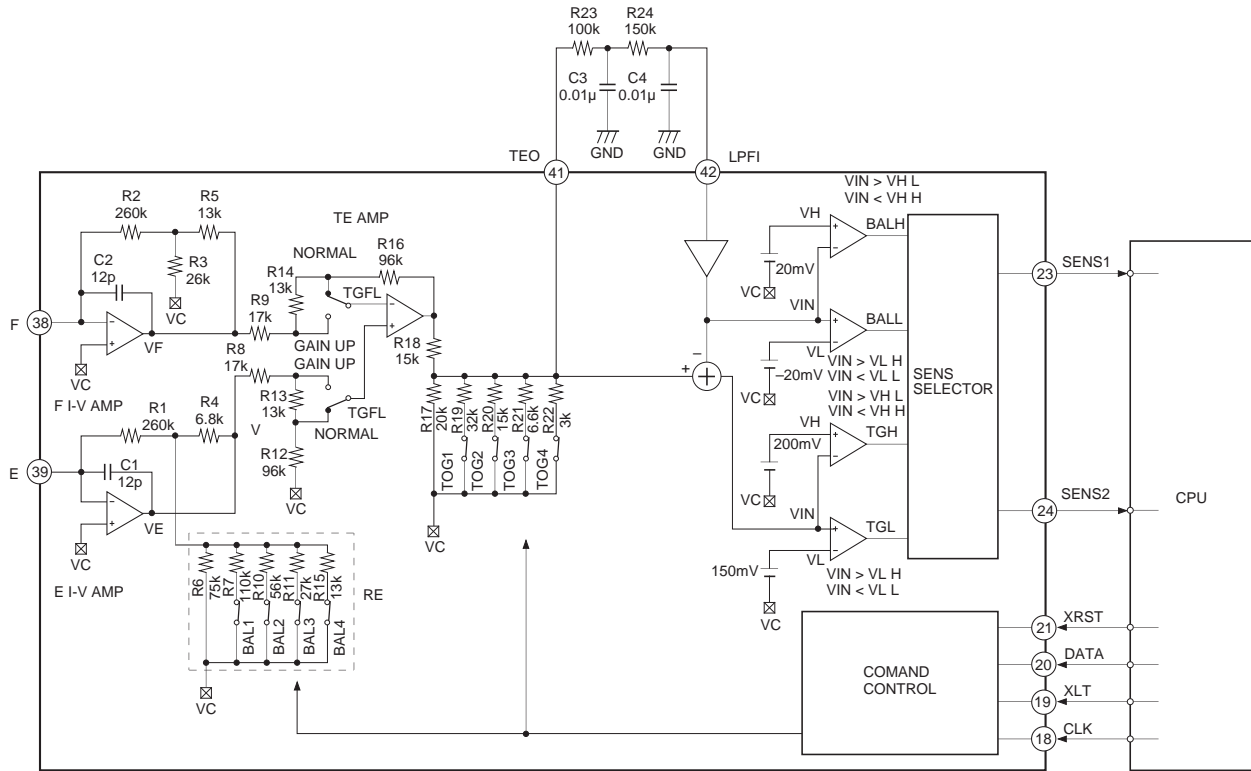 R23
100k
R24
150k
C3
0.01µ
C4
0.01µ
GND
GND
TEO
41
42
LPFI
VIN > VH L
VIN < VH H
R2
260k
R5
13k
TE AMP
NORMAL
R16
96k
C2
12p
R3
26k
VC
R14
13k
TGFL
R9
17k
VH
BALH
20mV
VC
VIN
23
SENS1
F
38
VF
VC
F I-V AMP
GAIN UP
GAIN UP
R18
15k
R8
17k
BALL
VL
–20mV
VC
VIN > VL H
VIN < VL L
VIN > VH L
VIN < VH H
SENS
SELECTOR
–
+
+
R1
260k
R4
6.8k
R13
13k
V
TGFL
NORMAL
R12
96k
VC
R17
20k
R19
32k
R20
15k
R21
6.6k
R22
3k
TOG1
TOG2
TOG3
TOG4
VC
VH
200mV
VC
TGH
E
39
C1
12p
VE
VC
E I-V AMP
VIN
TGL
VL
150mV
VC
VIN > VL H
VIN < VL L
24
SENS2
CPU
R6
75k
R7
110k
R10
56k
R11
27k
R15
13k
BAL1
BAL2
BAL3
BAL4
RE
VC
COMAND
CONTROL
21
XRST
20
DATA
19
XLT
18
CLK